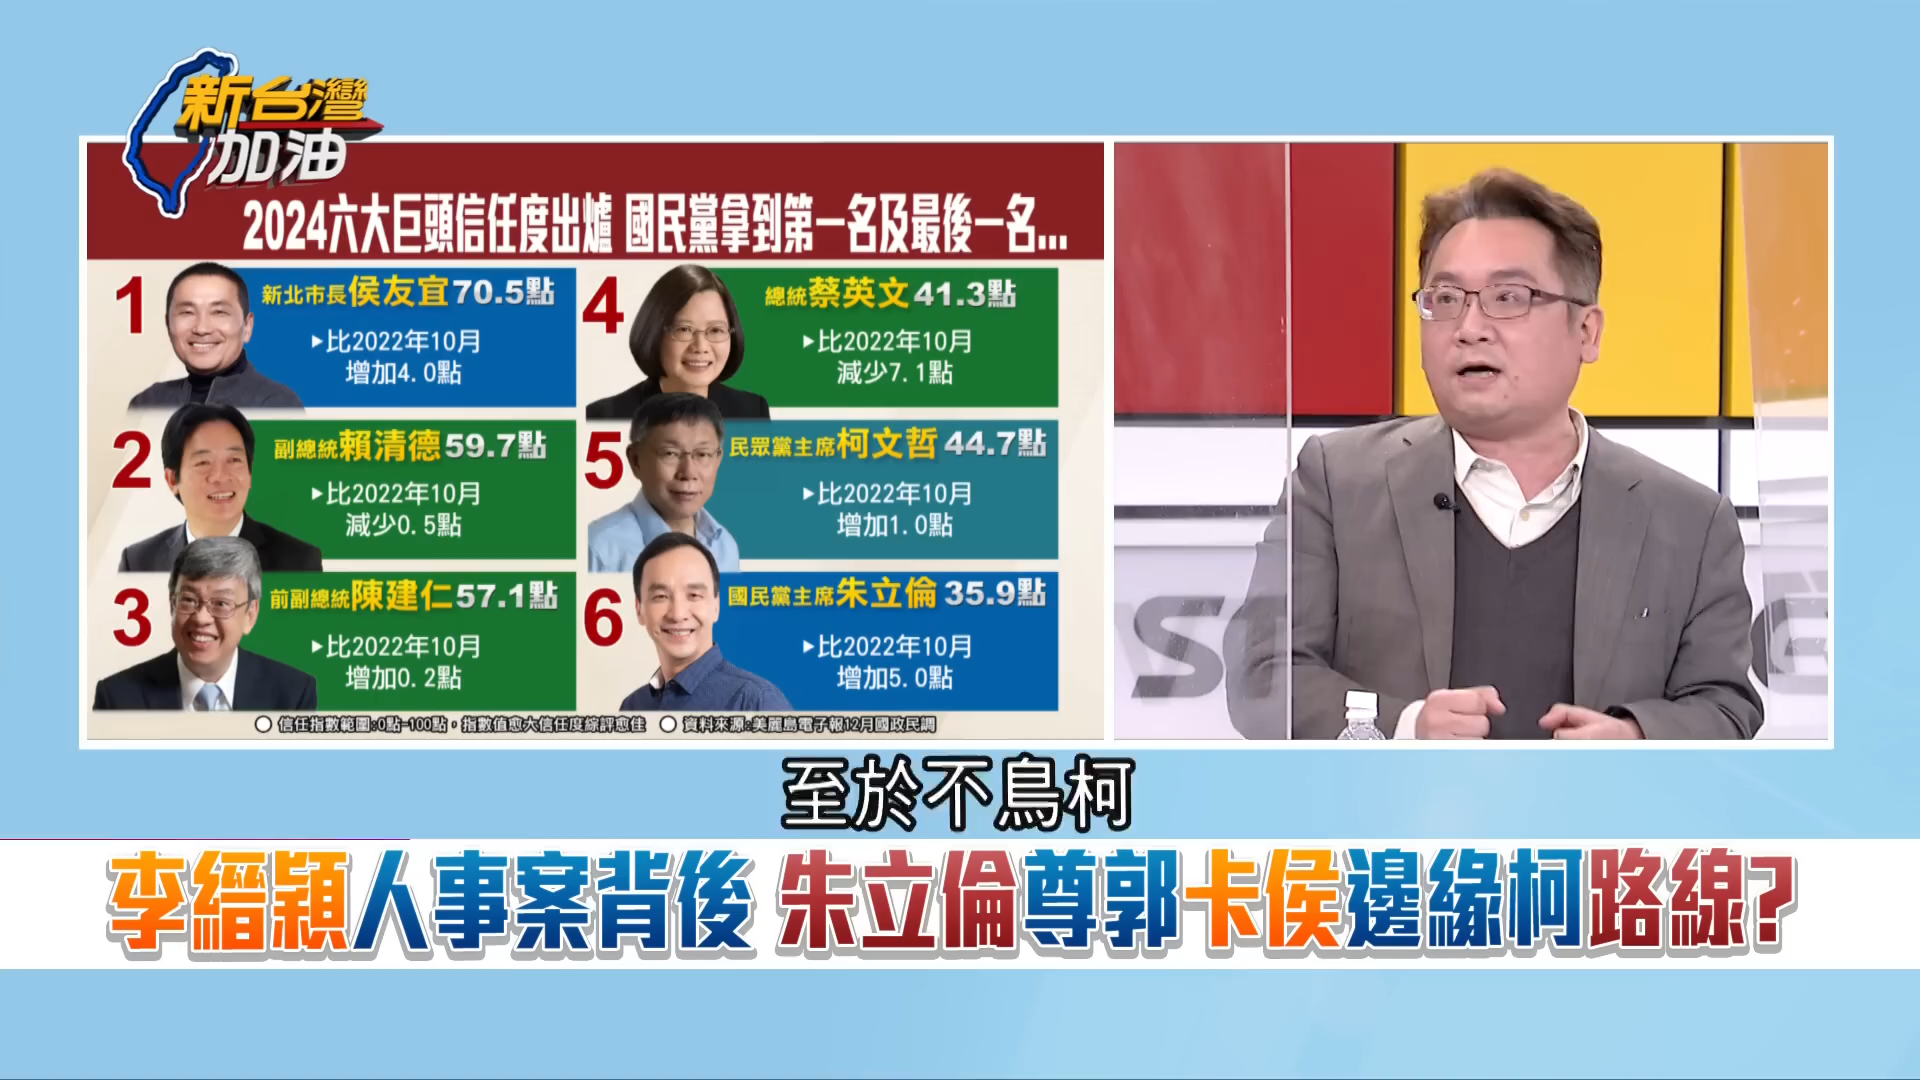 新台灣
加油
2024六大巨頭信任度出爐 國民黨拿到第一名及最後一名...
1
新北市長侯友宜70.5點
▶比2022年10月
增加4.0點
2
副總統賴清德59.7點
▶比2022年10月
減少0.5點
3
前副總統陳建仁57.1點
▶比2022年10月
增加0.2點
4
總統蔡英文41.3點
▶比2022年10月
減少7.1點
5
民眾黨主席柯文哲44.7點
▶比2022年10月
增加1.0點
6
國民黨主席朱立倫35.9點
▶比2022年10月
增加5.0點
○ 信任指數範圍:0點-100點，指數值愈大信任度綜評愈佳 ○ 資料來源:美麗島電子報12月國政民調
至於不鳥柯
李縉穎人事案背後 朱立倫尊郭卡侯邊緣柯路線?